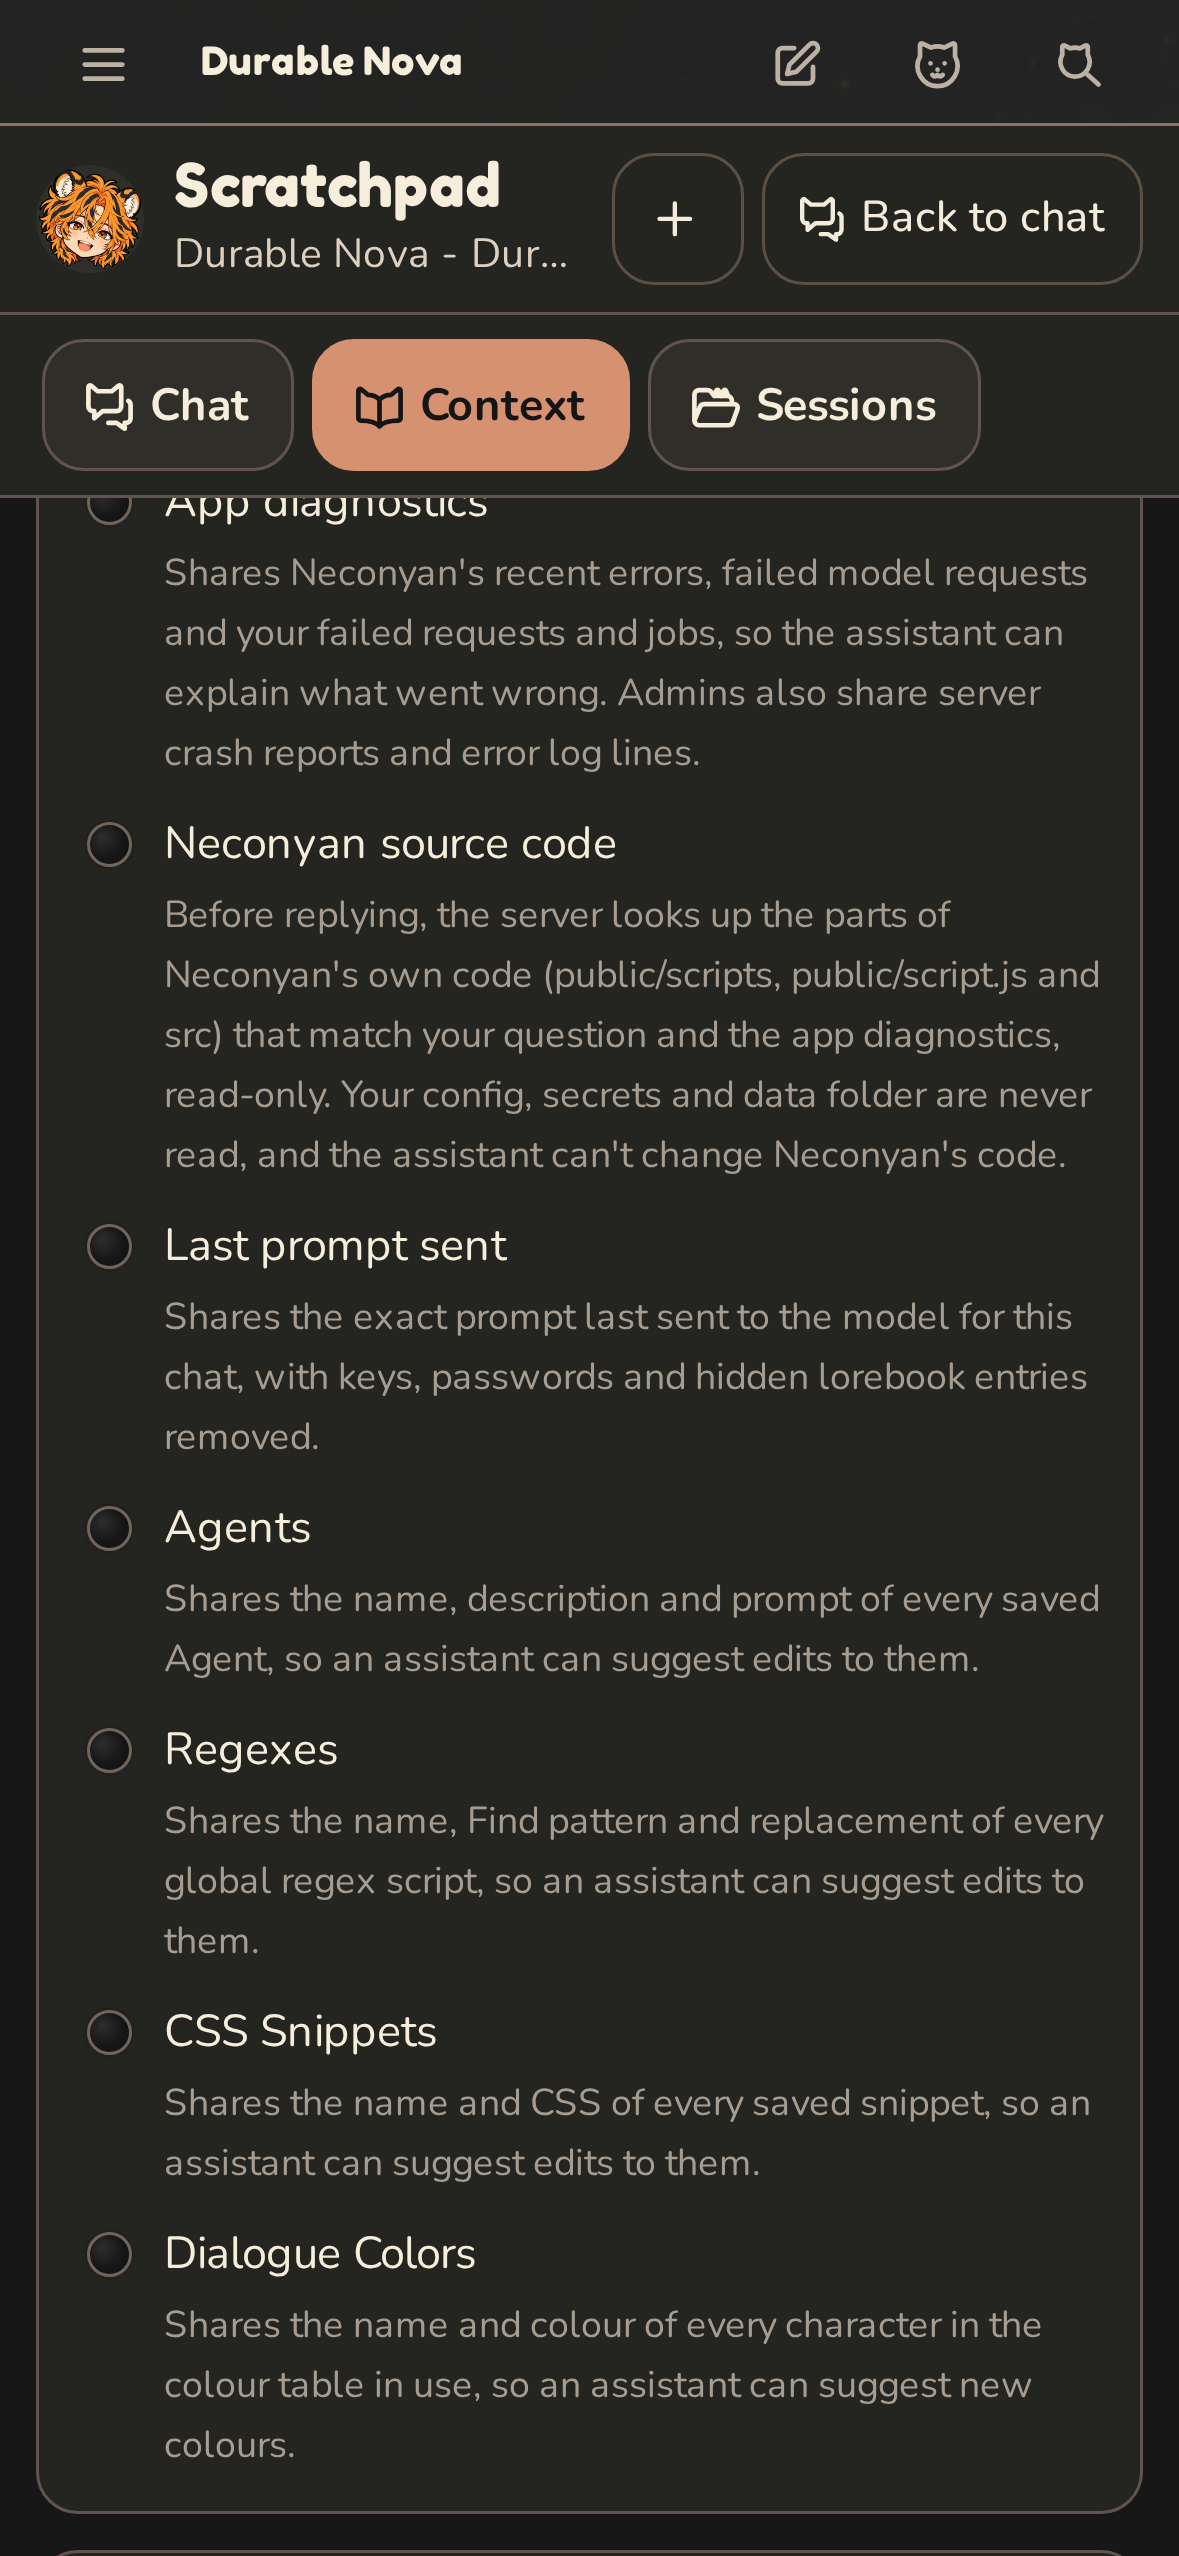 Durable Nova
Scratchpad
Durable Nova - Dur...
Back to chat
Chat
Context
Sessions
App diagnostics
Shares Neconyan's recent errors, failed model requests
and your failed requests and jobs, so the assistant can
explain what went wrong. Admins also share server
crash reports and error log lines.
Neconyan source code
Before replying, the server looks up the parts of
Neconyan's own code (public/scripts, public/script.js and
src) that match your question and the app diagnostics,
read-only. Your config, secrets and data folder are never
read, and the assistant can't change Neconyan's code.
Last prompt sent
Shares the exact prompt last sent to the model for this
chat, with keys, passwords and hidden lorebook entries
removed.
Agents
Shares the name, description and prompt of every saved
Agent, so an assistant can suggest edits to them.
Regexes
Shares the name, Find pattern and replacement of every
global regex script, so an assistant can suggest edits to
them.
CSS Snippets
Shares the name and CSS of every saved snippet, so an
assistant can suggest edits to them.
Dialogue Colors
Shares the name and colour of every character in the
colour table in use, so an assistant can suggest new
colours.